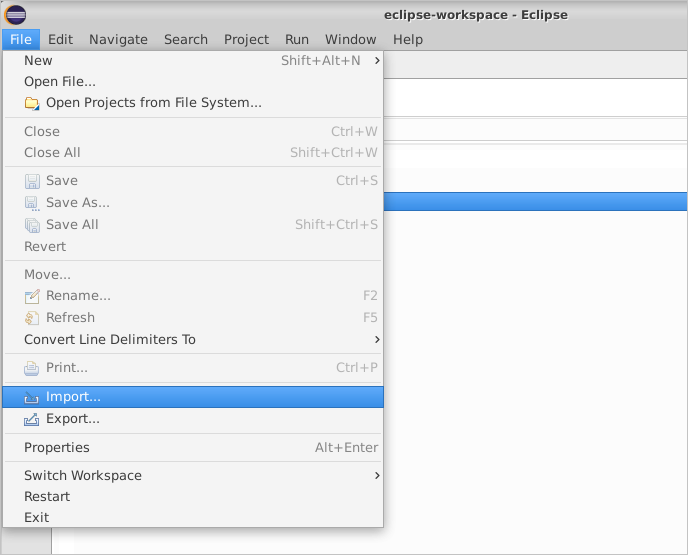 eclipse-workspace - Eclipse
File Edit Navigate Search Project Run Window Help
New Shift+Alt+N
Open File...
Open Projects from File System...
Close Ctrl+W
Close All Shift+Ctrl+W
Save Ctrl+S
Save As...
Save All Shift+Ctrl+S
Revert
Move...
Rename... F2
Refresh F5
Convert Line Delimiters To
Print... Ctrl+P
Import...
Export...
Properties Alt+Enter
Switch Workspace
Restart
Exit